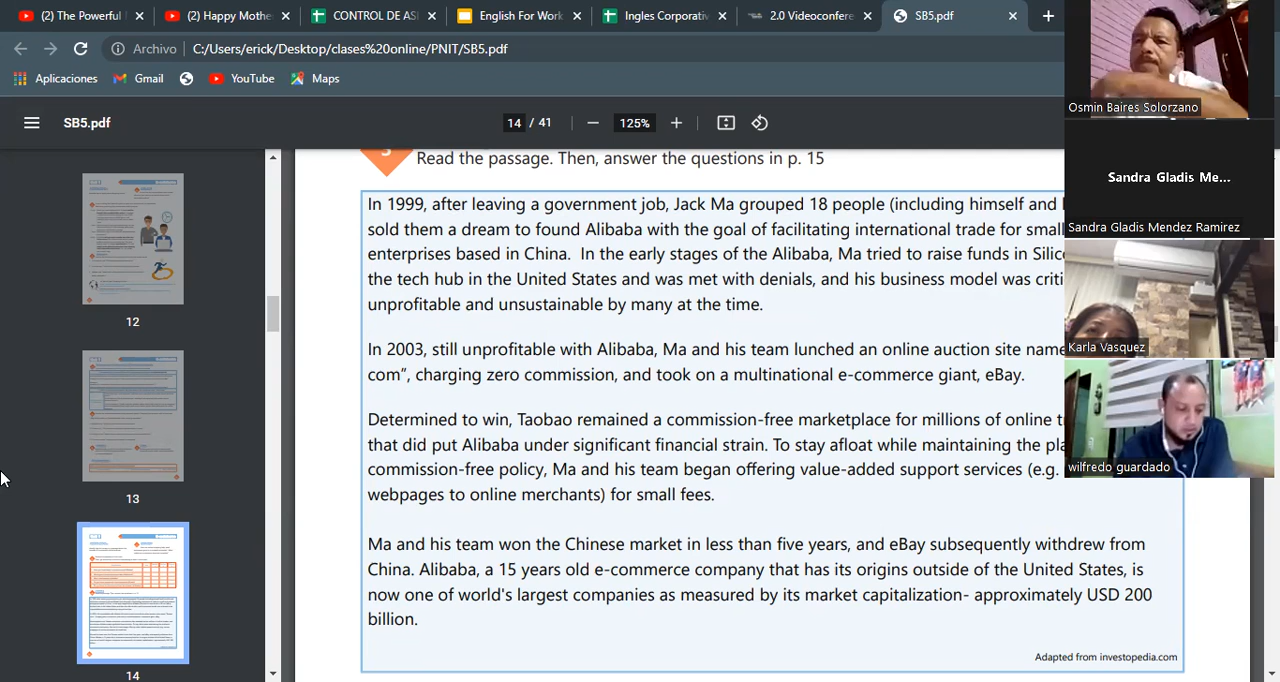 (2) The Powerful
(2) Happy Mothe
CONTROL DE ASI
English For Work
Ingles Corporativ
2.0 Videoconfere
SB5.pdf
Archivo
C:/Users/erick/Desktop/clases%20online/PNIT/SB5.pdf
Aplicaciones
Gmail
YouTube
Maps
SB5.pdf
14 / 41
125%
Osmin Baires Solorzano
Sandra Gladis Me...
Sandra Gladis Mendez Ramirez
Karla Vasquez
wilfredo guardado
12
13
14
Read the passage. Then, answer the questions in p. 15
In 1999, after leaving a government job, Jack Ma grouped 18 people (including himself and
sold them a dream to found Alibaba with the goal of facilitating international trade for small
enterprises based in China. In the early stages of the Alibaba, Ma tried to raise funds in Silic
the tech hub in the United States and was met with denials, and his business model was criti
unprofitable and unsustainable by many at the time.
In 2003, still unprofitable with Alibaba, Ma and his team lunched an online auction site name
com”, charging zero commission, and took on a multinational e-commerce giant, eBay.
Determined to win, Taobao remained a commission-free marketplace for millions of online t
that did put Alibaba under significant financial strain. To stay afloat while maintaining the pla
commission-free policy, Ma and his team began offering value-added support services (e.g.
webpages to online merchants) for small fees.
Ma and his team won the Chinese market in less than five years, and eBay subsequently withdrew from
China. Alibaba, a 15 year-old e-commerce company that has its origins outside of the United States, is
now one of world's largest companies as measured by its market capitalization- approximately USD 200
billion.
Adapted from investopedia.com